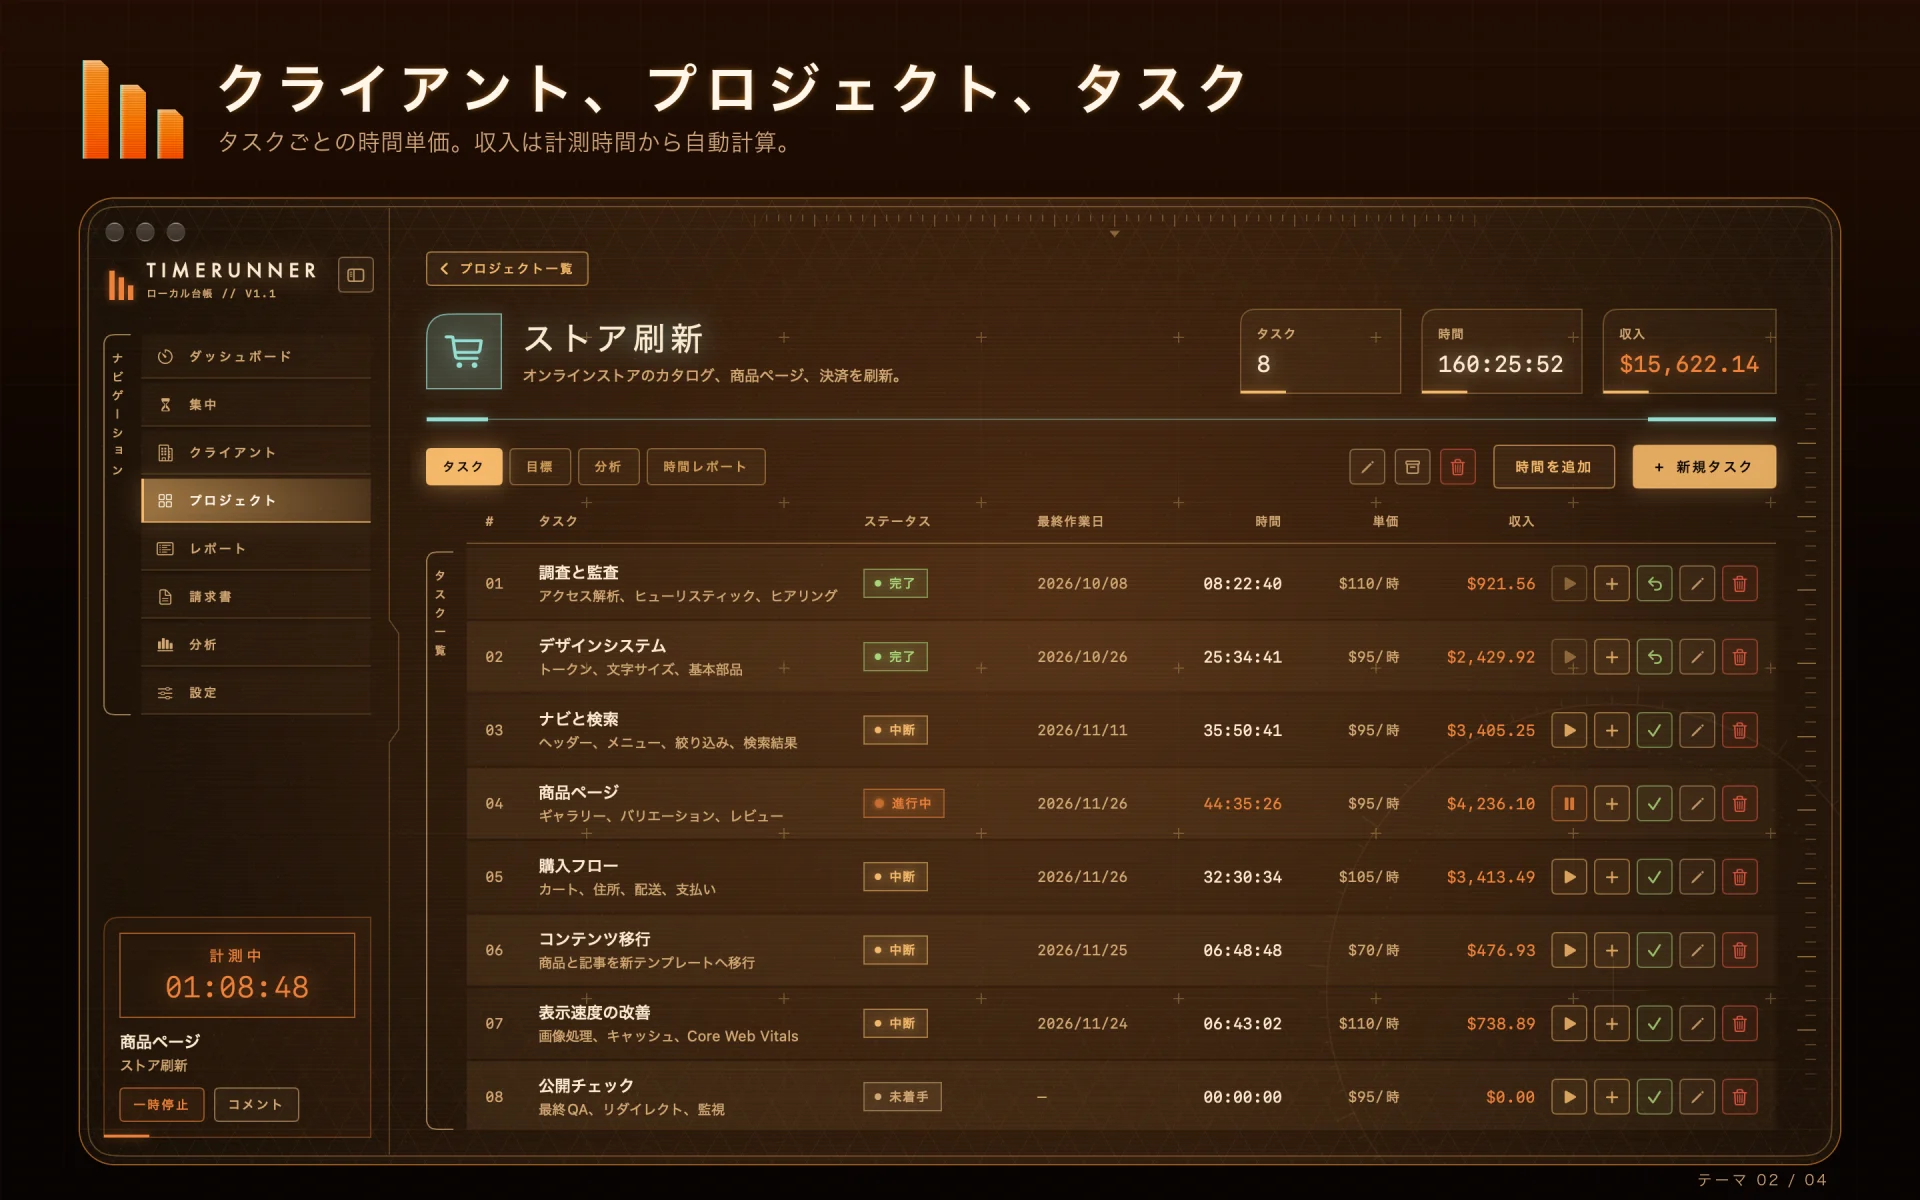 クライアント、プロジェクト、タスク
タスクごとの時間単価。収入は計測時間から自動計算。
TIMERUNNER
ローカル台帳 // V1.1
ナビゲーション
ダッシュボード
集中
クライアント
プロジェクト
レポート
請求書
分析
設定
計測中
01:08:48
商品ページ
ストア刷新
一時停止
コメント
プロジェクト一覧
ストア刷新
オンラインストアのカタログ、商品ページ、決済を刷新。
タスク
8
時間
160:25:52
収入
$15,622.14
タスク 目標 分析 時間レポート
時間を追加
+ 新規タスク
# タスク ステータス 最終作業日 時間 単価 収入
タスク一覧
01 調査と監査 完了 2026/10/08 08:22:40 $110/時 $921.56
アクセス解析、ヒューリスティック、ヒアリング
02 デザインシステム 完了 2026/10/26 25:34:41 $95/時 $2,429.92
トークン、文字サイズ、基本部品
03 ナビと検索 中断 2026/11/11 35:50:41 $95/時 $3,405.25
ヘッダー、メニュー、絞り込み、検索結果
04 商品ページ 進行中 2026/11/26 44:35:26 $95/時 $4,236.10
ギャラリー、バリエーション、レビュー
05 購入フロー 中断 2026/11/26 32:30:34 $105/時 $3,413.49
カート、住所、配送、支払い
06 コンテンツ移行 中断 2026/11/25 06:48:48 $70/時 $476.93
商品と記事を新テンプレートへ移行
07 表示速度の改善 中断 2026/11/24 06:43:02 $110/時 $738.89
画像処理、キャッシュ、Core Web Vitals
08 公開チェック 未着手 – 00:00:00 $95/時 $0.00
最終QA、リダイレクト、監視
テーマ 02 / 04